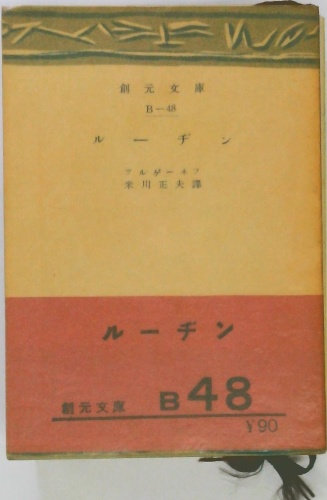 創元文庫
B－48
ルーヂン
ツルゲーネフ
米川正夫譯
ルーヂン
創元文庫 B48
¥90